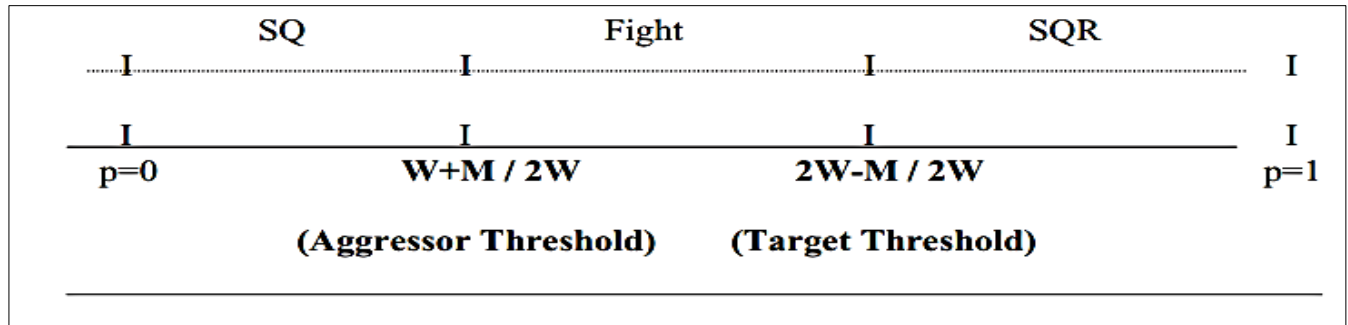 SQ Fight SQR
I I I I
I I I I
p=0 W+M / 2W 2W-M / 2W p=1
(Aggressor Threshold) (Target Threshold)